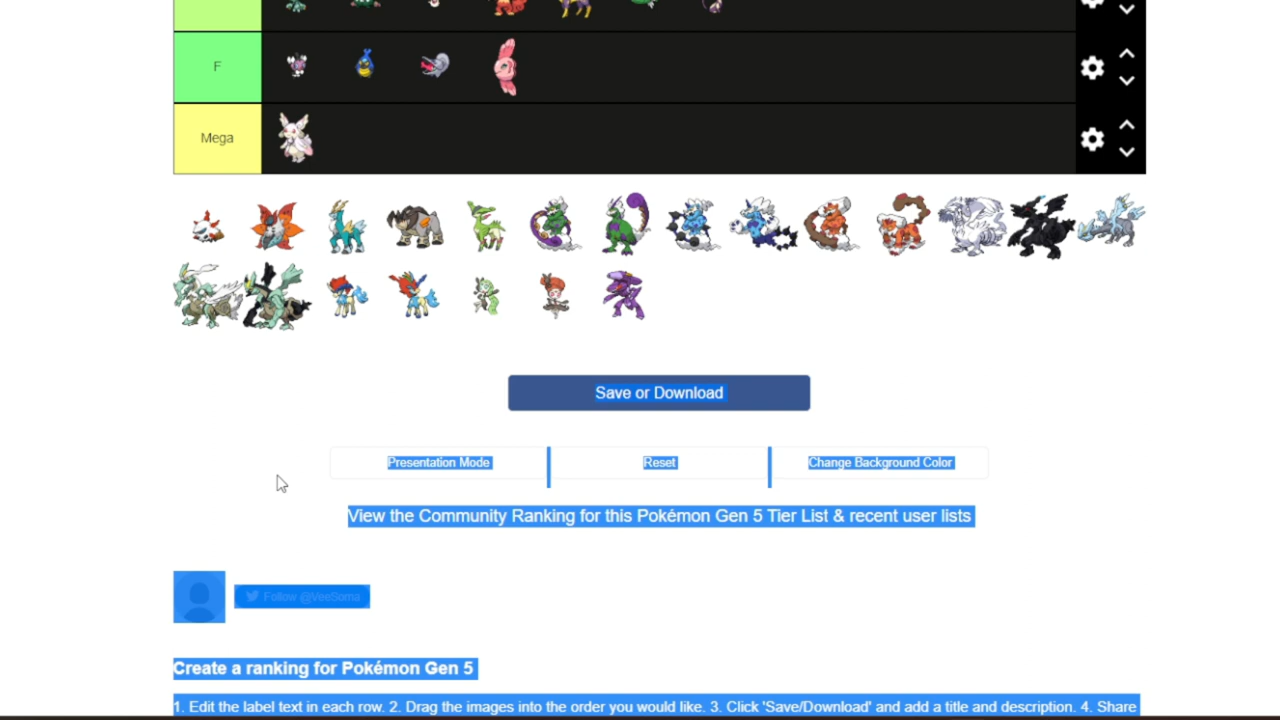 F
Mega
Save or Download
Presentation Mode
Reset
Change Background Color
View the Community Ranking for this Pokémon Gen 5 Tier List & recent user lists
Follow @VeeSoma
Create a ranking for Pokémon Gen 5
1. Edit the label text in each row. 2. Drag the images into the order you would like. 3. Click 'Save/Download' and add a title and description. 4. Share